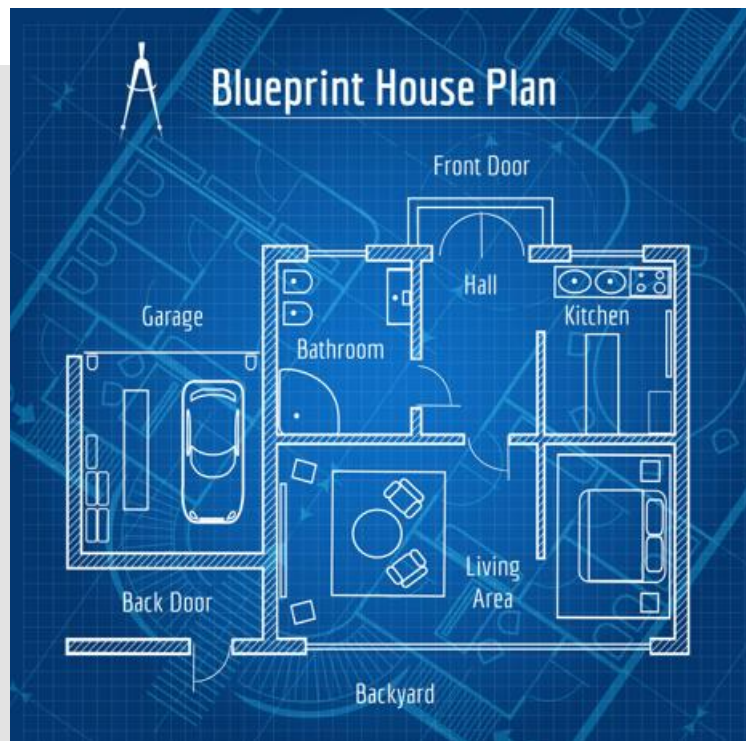 Blueprint House Plan
Front Door
Hall
Garage
Kitchen
Bathroom
Living
Area
Back Door
Backyard